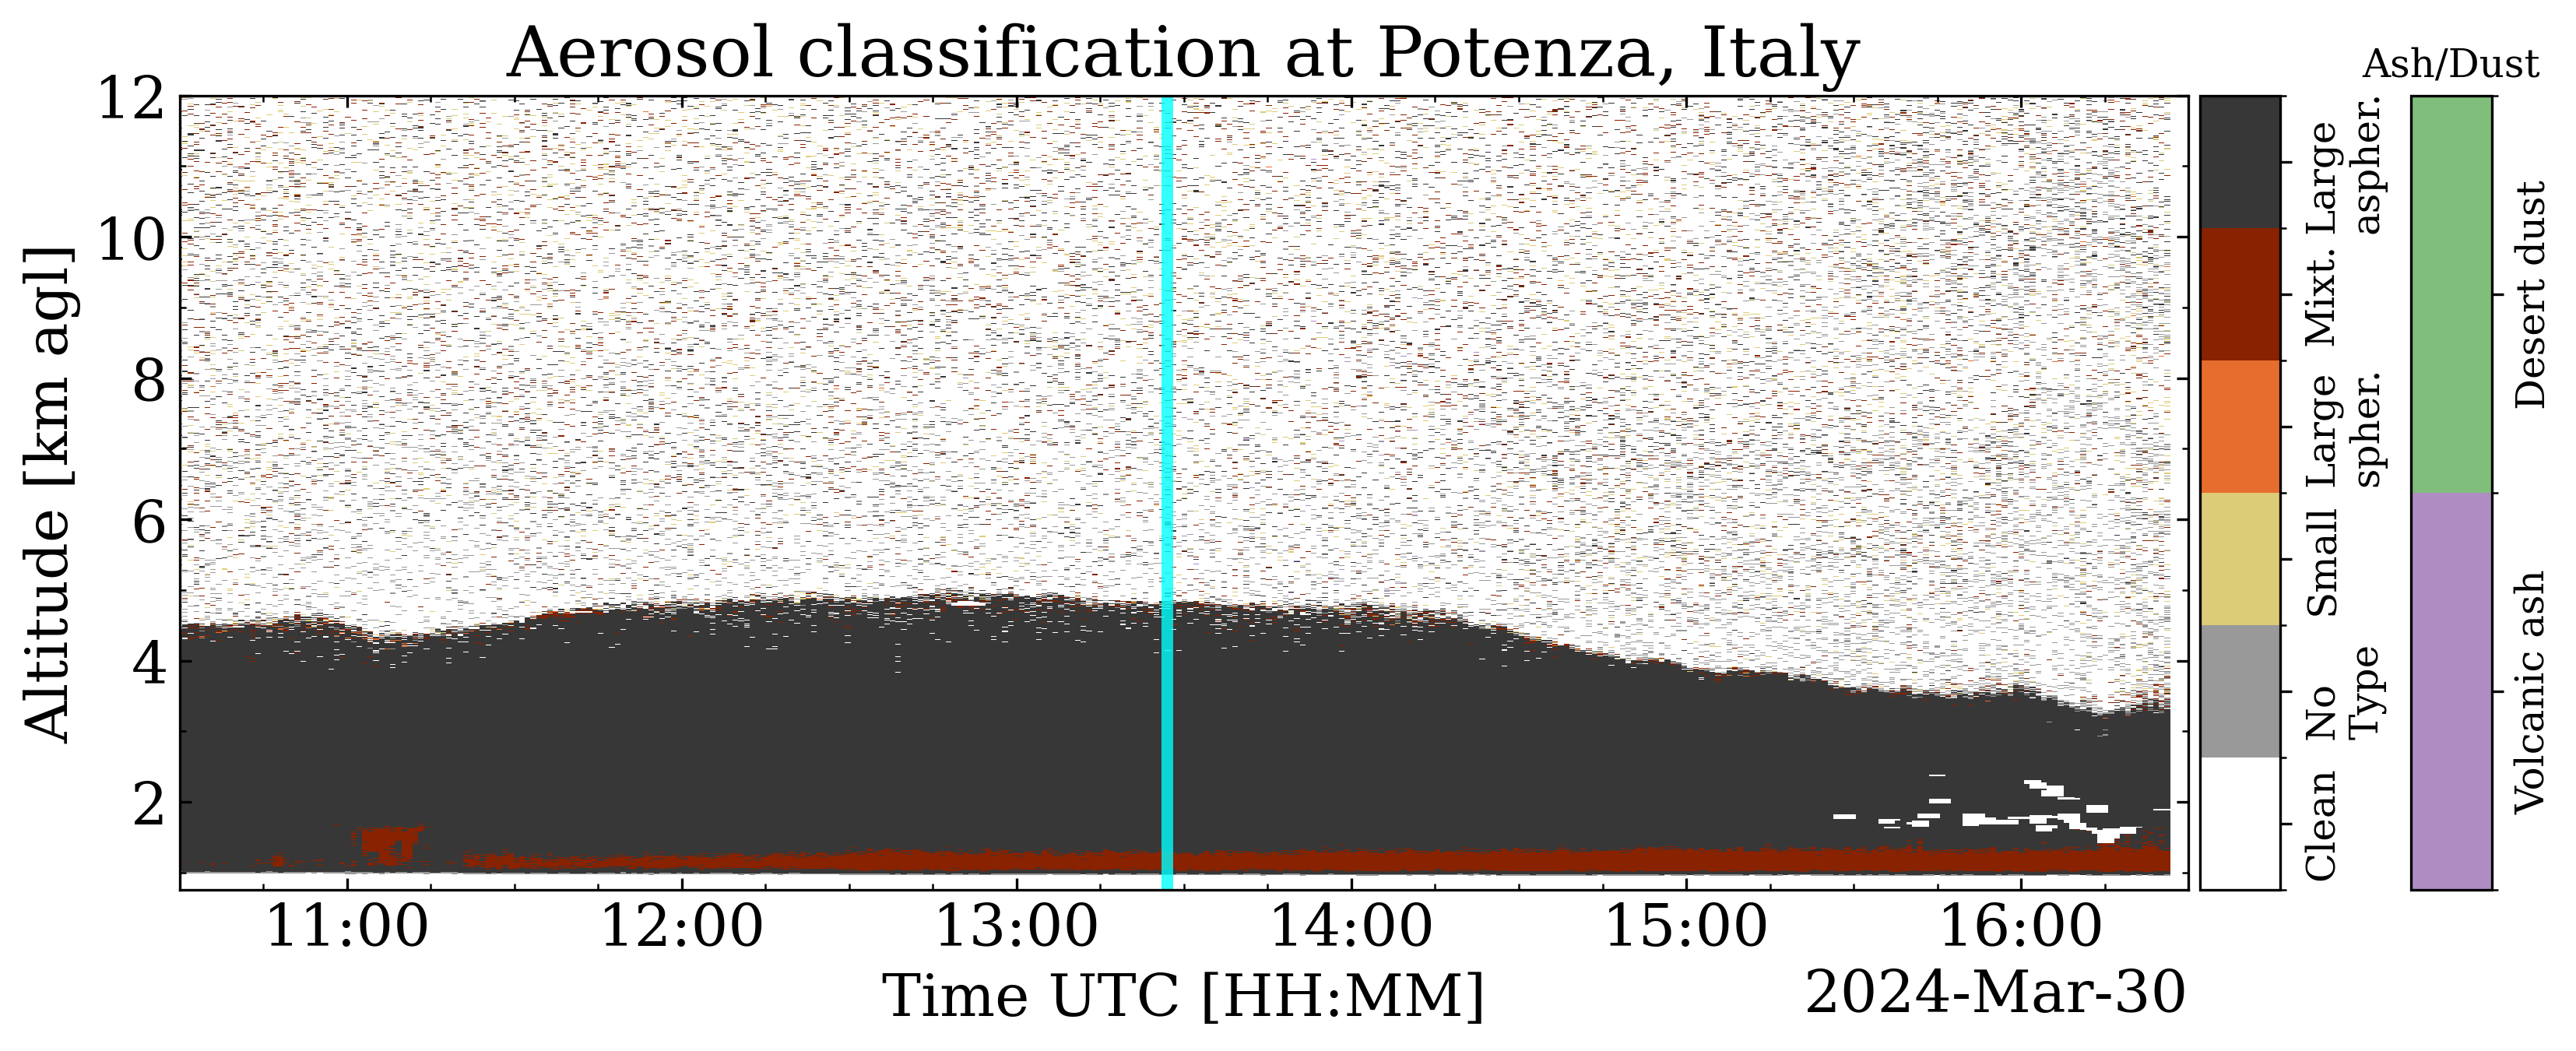 Aerosol classification at Potenza, Italy
Ash/Dust
12
10
8
6
4
2
Altitude [km agl]
11:00 12:00 13:00 14:00 15:00 16:00
Time UTC [HH:MM]
2024-Mar-30
Large
aspher.
Mixt.
Large
spher.
Small
No
Type
Clean
Desert dust
Volcanic ash